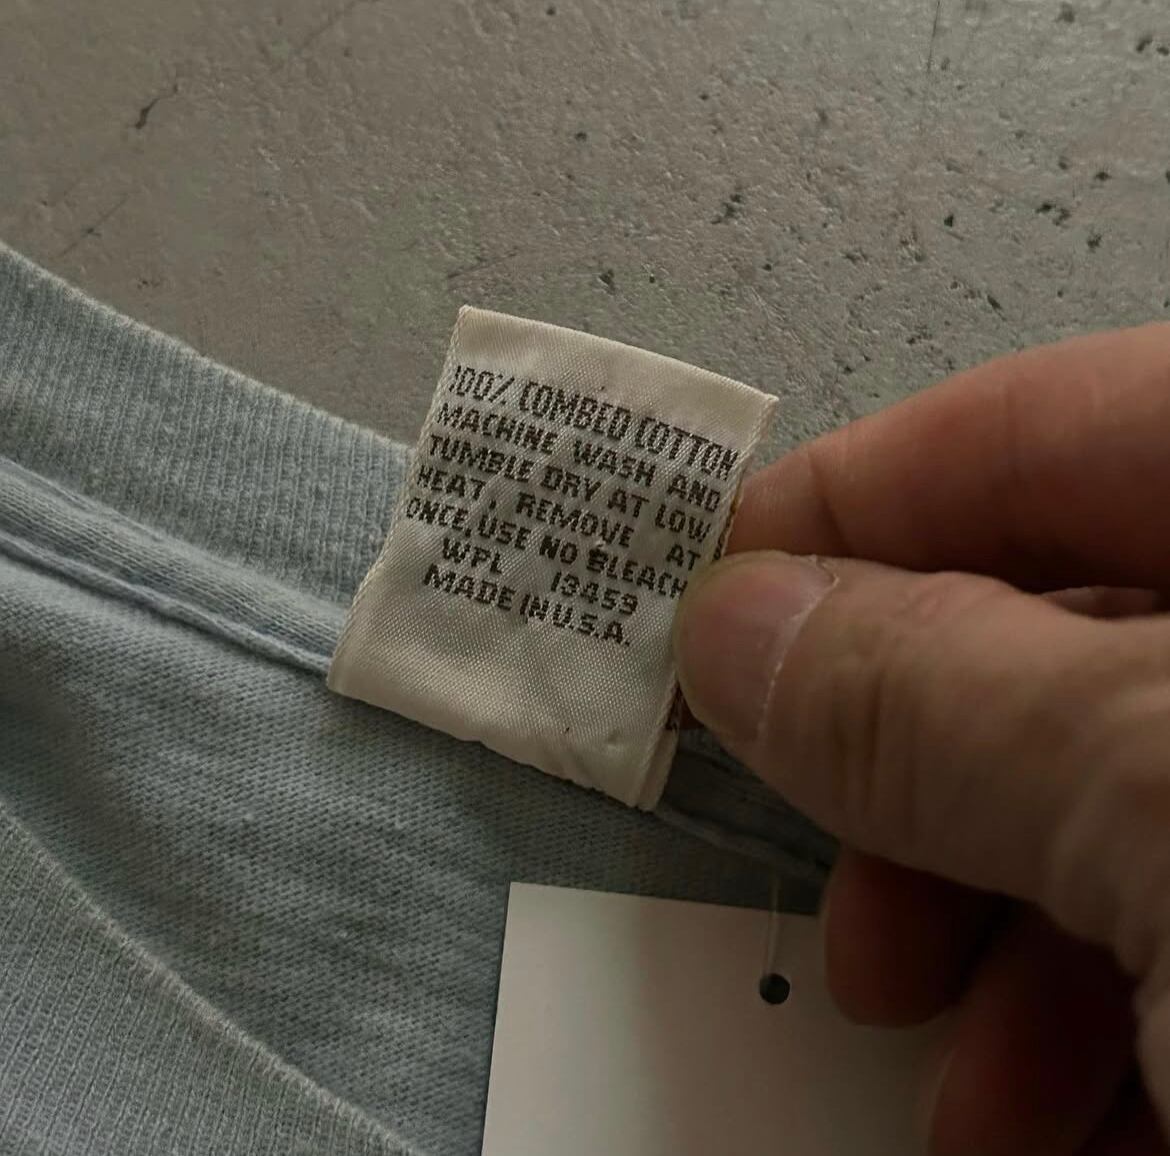 100% COMBED COTTON
MACHINE WASH AND
TUMBLE DRY AT LOW
HEAT, REMOVE AT
ONCE, USE NO BLEACH
WPL 13459
MADE IN U.S.A.